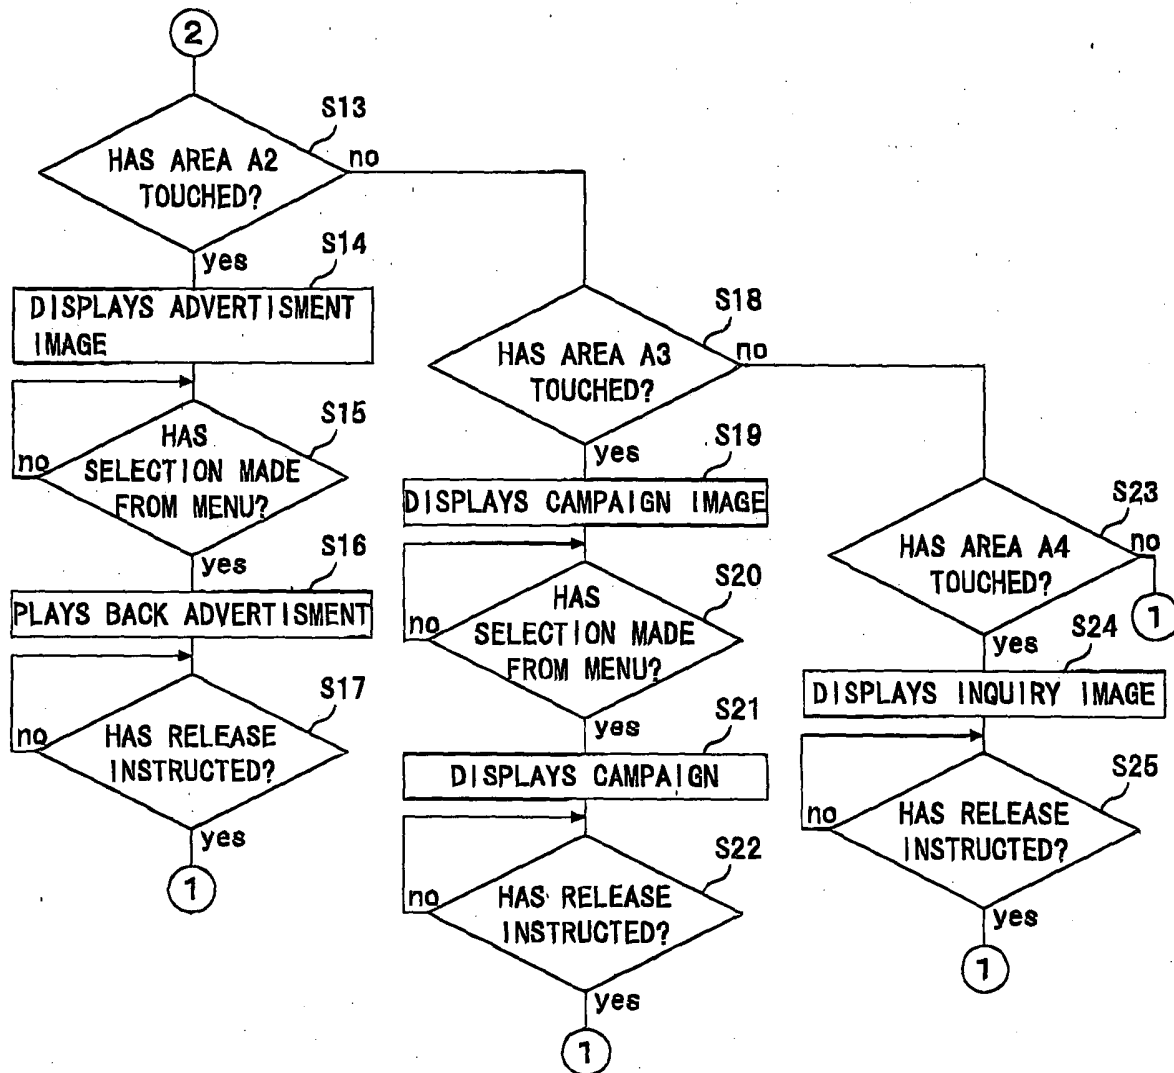 2
S13
HAS AREA A2
TOUCHED?
no
yes
S14
DISPLAYS ADVERTISMENT
IMAGE
S15
HAS
SELECTION MADE
FROM MENU?
no
yes
S16
PLAYS BACK ADVERTISMENT
S17
HAS RELEASE
INSTRUCTED?
no
yes
1
S18
HAS AREA A3
TOUCHED?
no
yes
S19
DISPLAYS CAMPAIGN IMAGE
S20
HAS
SELECTION MADE
FROM MENU?
no
yes
S21
DISPLAYS CAMPAIGN
S22
HAS RELEASE
INSTRUCTED?
no
yes
1
S23
HAS AREA A4
TOUCHED?
no
1
yes
S24
DISPLAYS INQUIRY IMAGE
S25
HAS RELEASE
INSTRUCTED?
no
yes
1